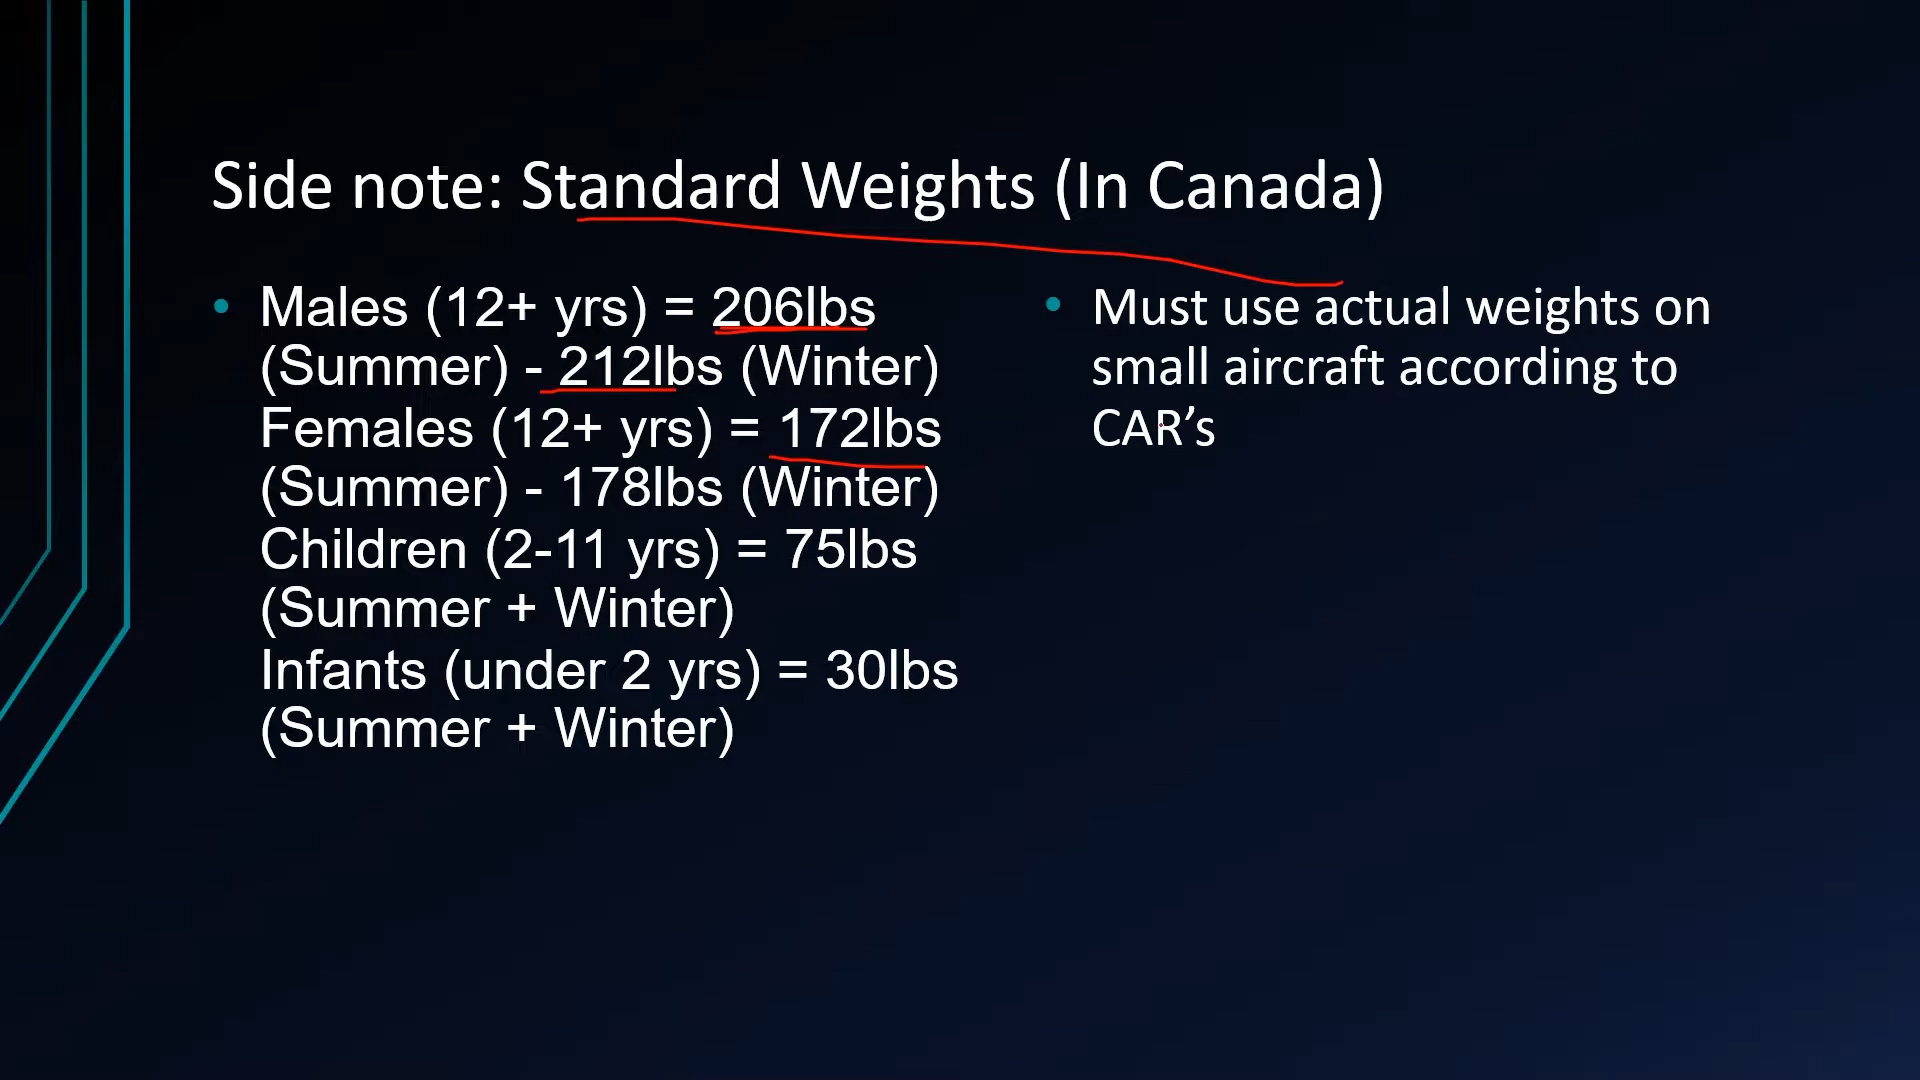 Side note: Standard Weights (In Canada)
• Males (12+ yrs) = 206lbs
(Summer) - 212lbs (Winter)
Females (12+ yrs) = 172lbs
(Summer) - 178lbs (Winter)
Children (2-11 yrs) = 75lbs
(Summer + Winter)
Infants (under 2 yrs) = 30lbs
(Summer + Winter)
• Must use actual weights on
small aircraft according to
CAR’s